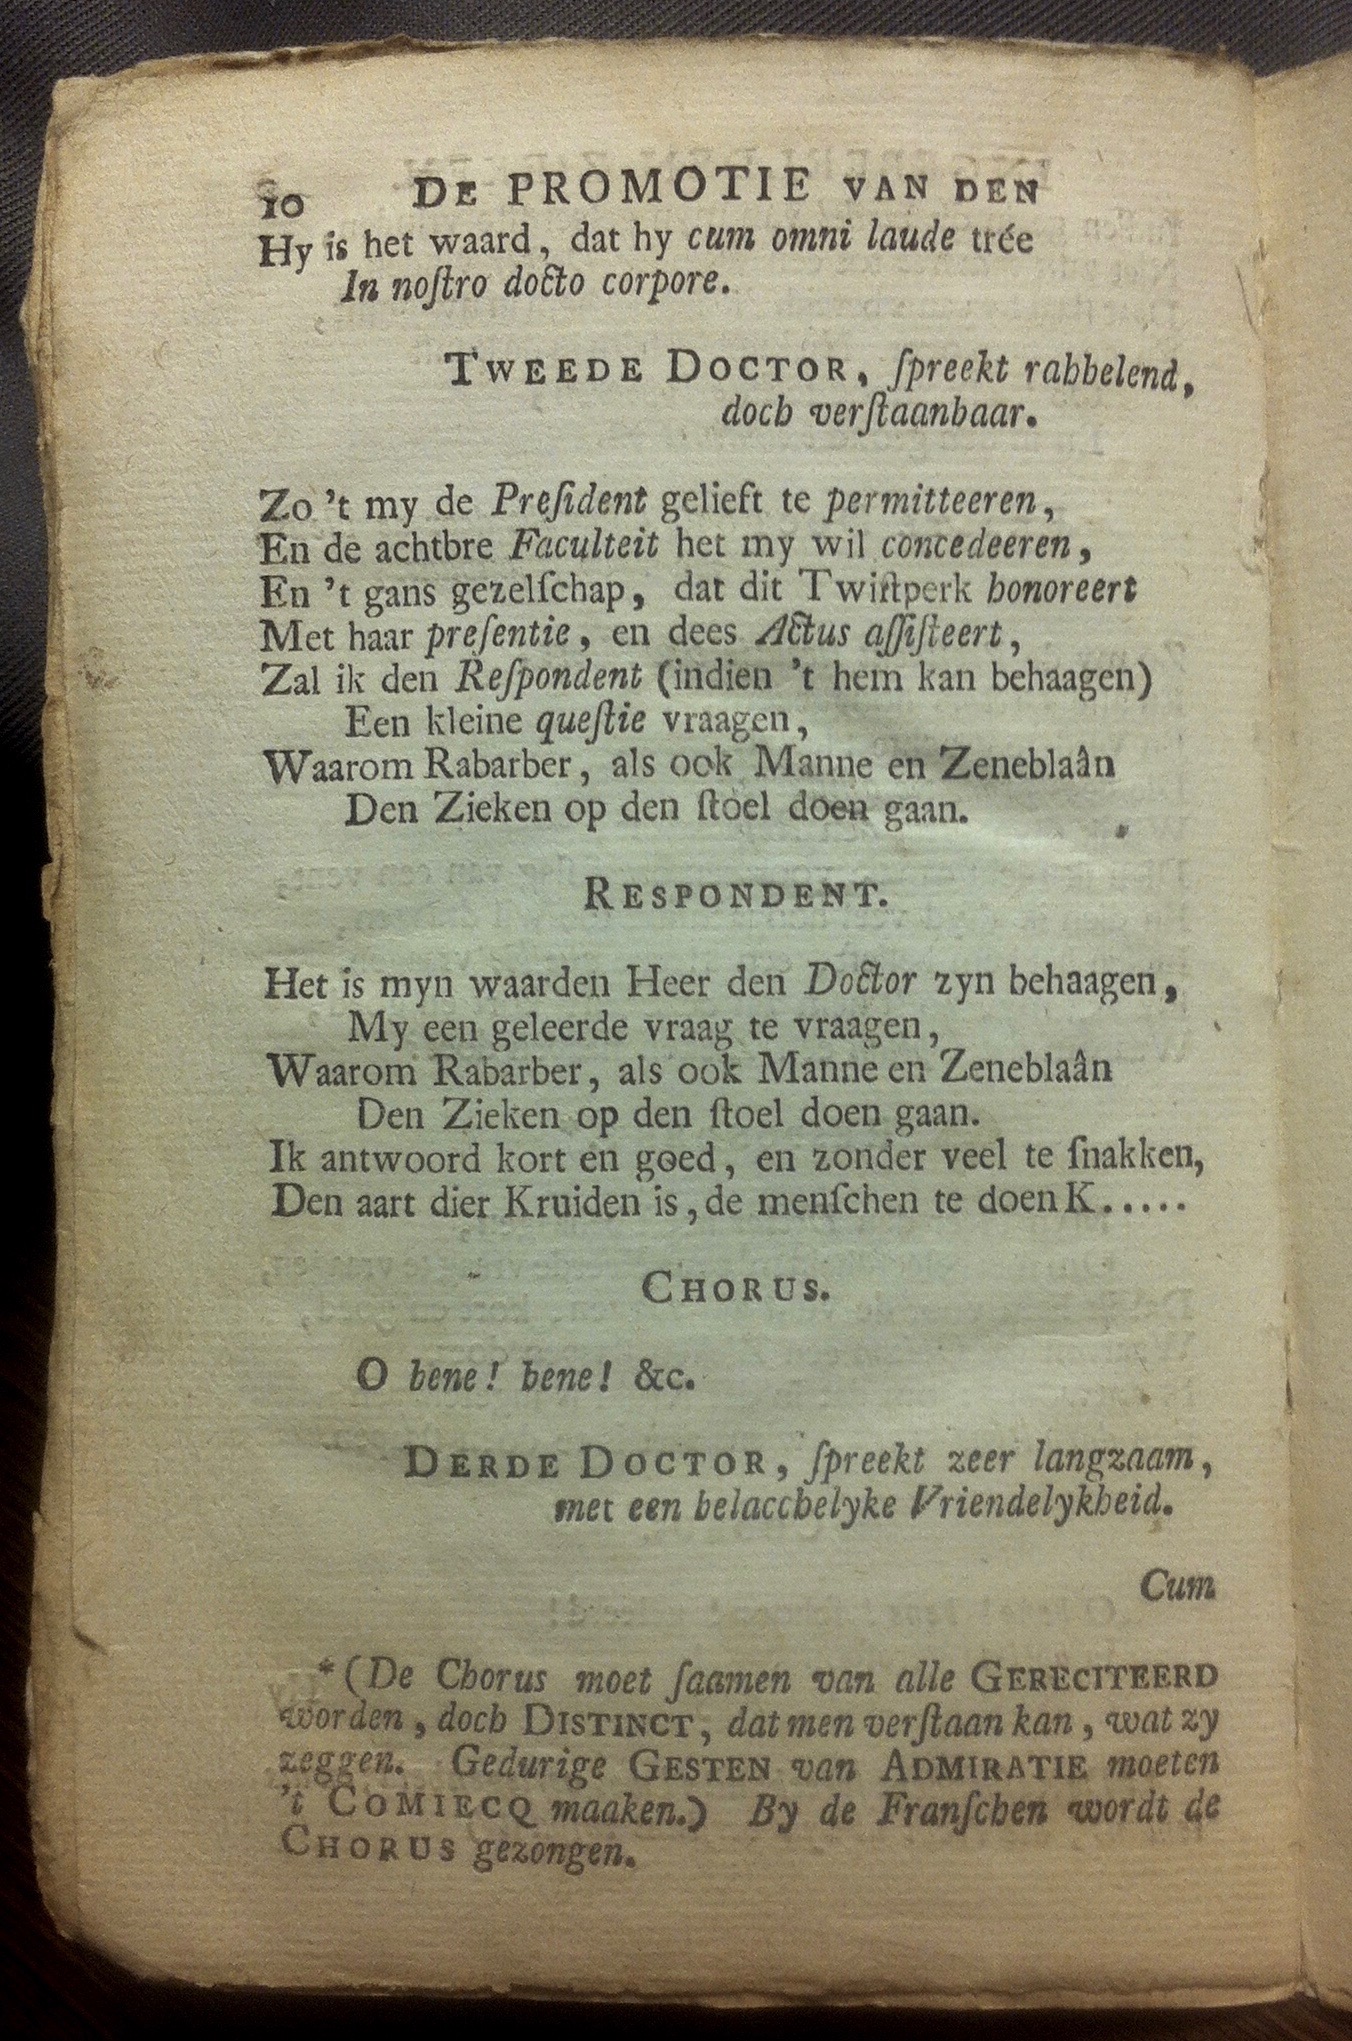 10 DE PROMOTIE VAN DEN
Hy is het waard, dat hy cum omni laude trée
In noſtro docto corpore.
TWEEDE DOCTOR, ſpreekt rabbelend,
doch verſtaanbaar.
Zo 't my de Preſident gelieft te permitteeren,
En de achtbre Faculteit het my wil concedeeren,
En 't gans gezelſchap, dat dit Twiſtperk honoreert
Met haar preſentie, en dees Actus aſſiſteert,
Zal ik den Reſpondent (indien 't hem kan behaagen)
Een kleine queſtie vraagen,
Waarom Rabarber, als ook Manne en Zeneblaân
Den Zieken op den ſtoel doen gaan.
RESPONDENT.
Het is myn waarden Heer den Doctor zyn behaagen,
My een geleerde vraag te vraagen,
Waarom Rabarber, als ook Manne en Zeneblaân
Den Zieken op den ſtoel doen gaan.
Ik antwoord kort en goed, en zonder veel te ſnakken,
Den aart dier Kruiden is, de menſchen te doen K.....
CHORUS.
O bene! bene! &c.
DERDE DOCTOR, ſpreekt zeer langzaam,
met een belacchelyke Vriendelykheid.
Cum
*(De Chorus moet ſaamen van alle GERECITEERD
worden, doch DISTINCT, dat men verſtaan kan, wat zy
zeggen. Gedurige GESTEN van ADMIRATIE moeten
't COMIECQ maaken.) By de Franſchen wordt de
CHORUS gezongen.